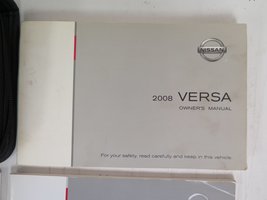 NISSAN
2008 VERSA
OWNER'S MANUAL
For your safety, read carefully and keep in this vehicle.